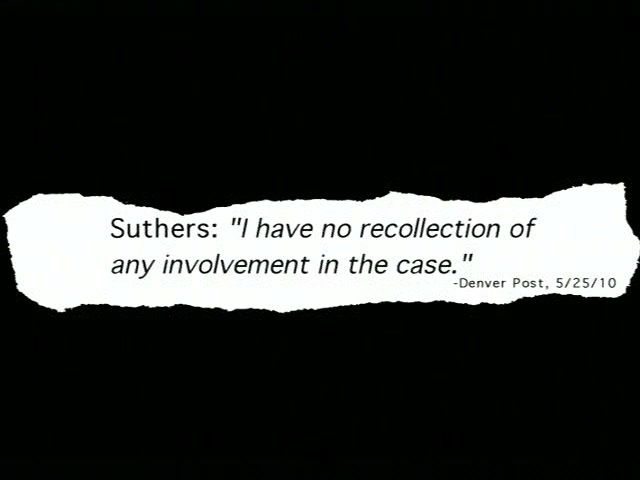 Suthers: "I have no recollection of
any involvement in the case."
-Denver Post, 5/25/10